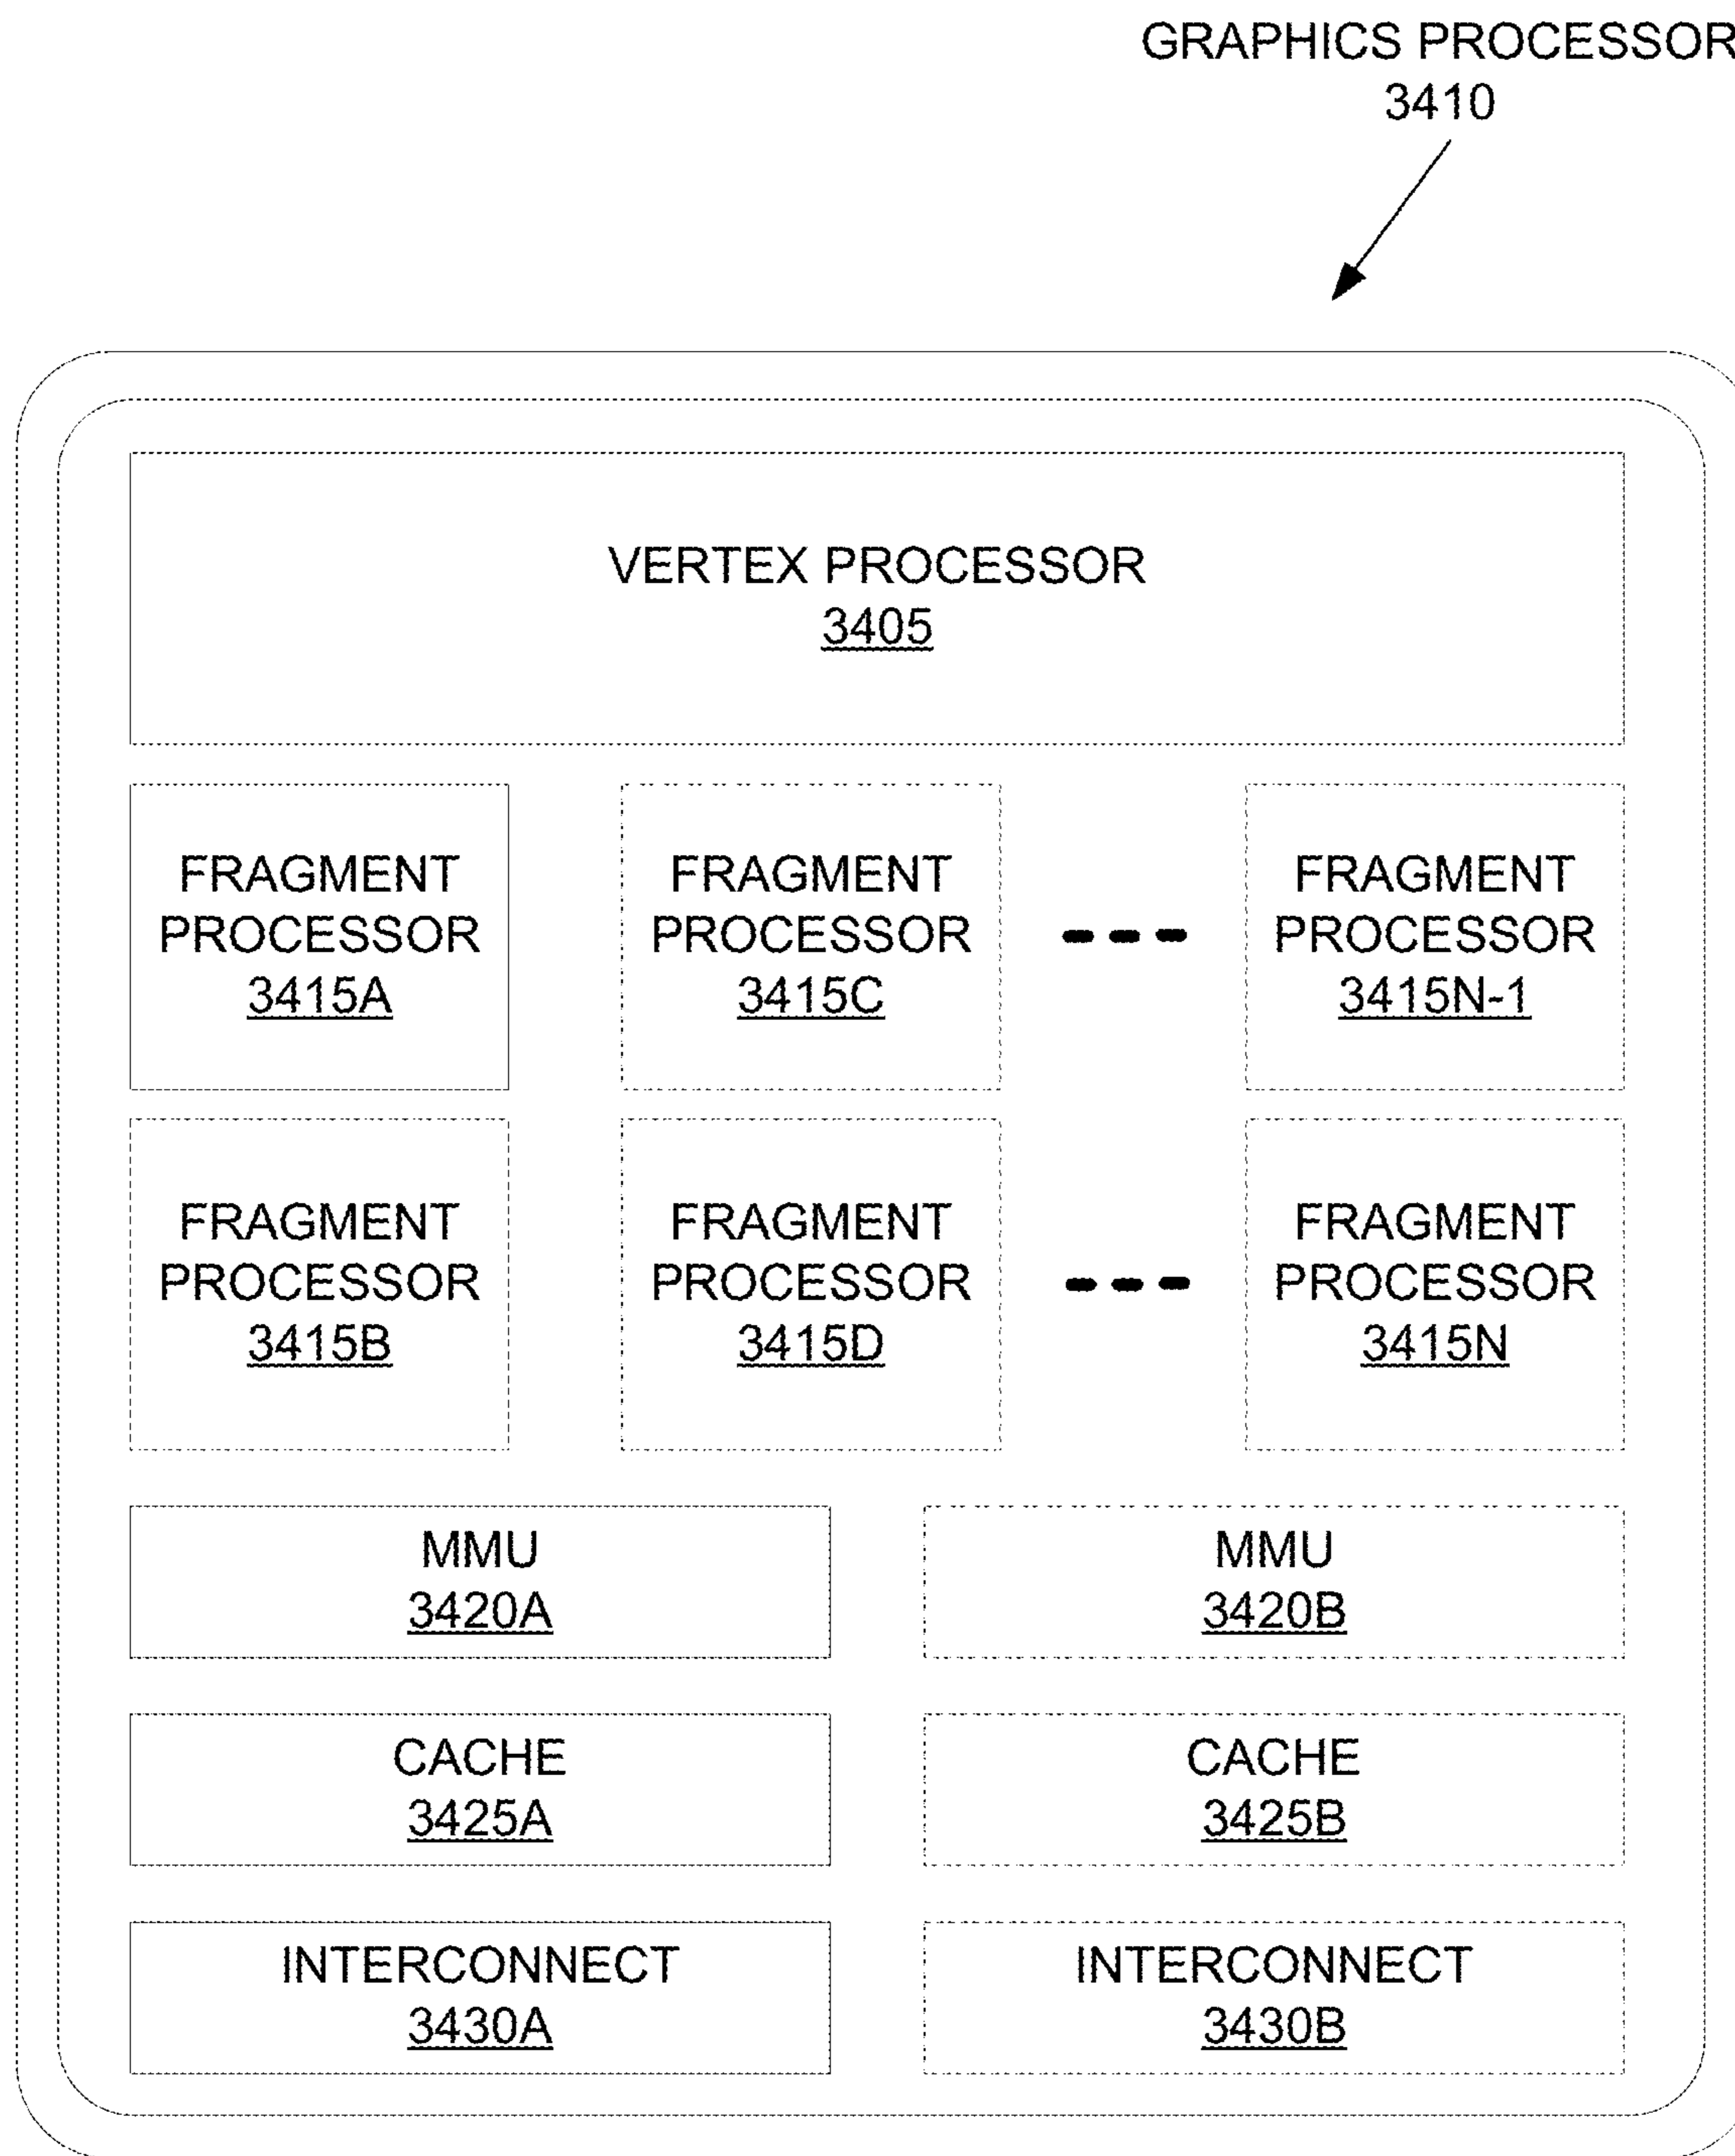 GRAPHICS PROCESSOR
3410
VERTEX PROCESSOR
3405
FRAGMENT
PROCESSOR
3415A
FRAGMENT
PROCESSOR
3415C
FRAGMENT
PROCESSOR
3415N-1
FRAGMENT
PROCESSOR
3415B
FRAGMENT
PROCESSOR
3415D
FRAGMENT
PROCESSOR
3415N
MMU
3420A
MMU
3420B
CACHE
3425A
CACHE
3425B
INTERCONNECT
3430A
INTERCONNECT
3430B